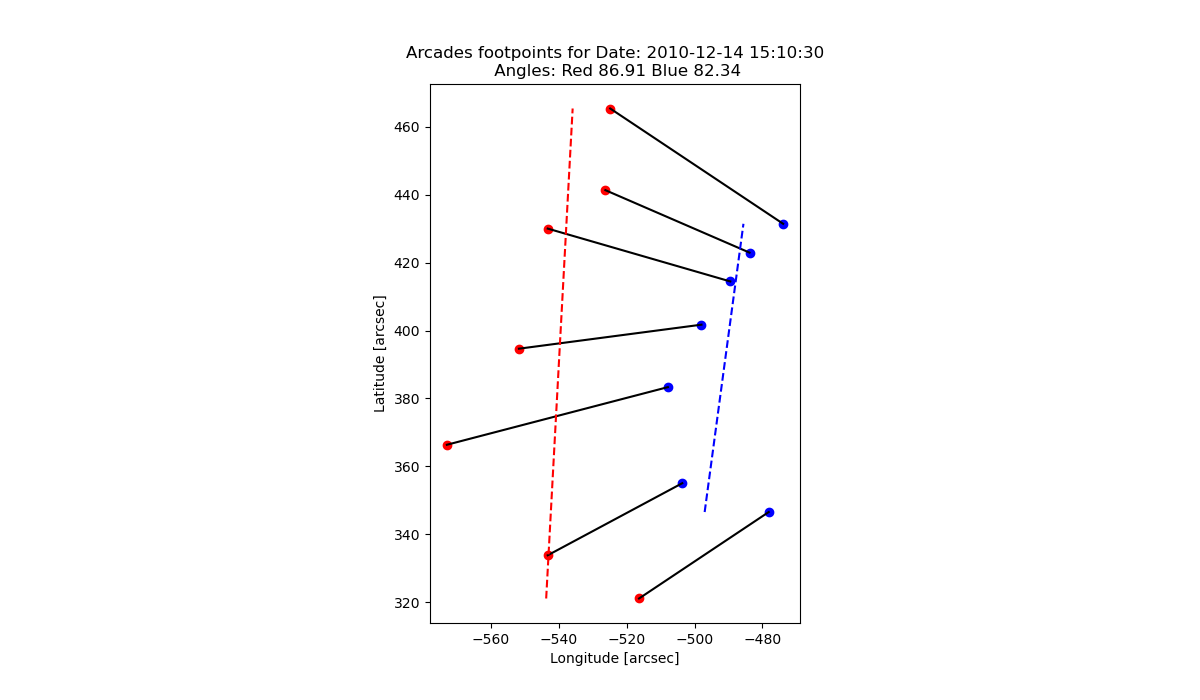 Arcades footpoints for Date: 2010-12-14 15:10:30
Angles: Red 86.91 Blue 82.34
460
440
420
400
380
360
340
320
Latitude [arcsec]
−560 −540 −520 −500 −480
Longitude [arcsec]